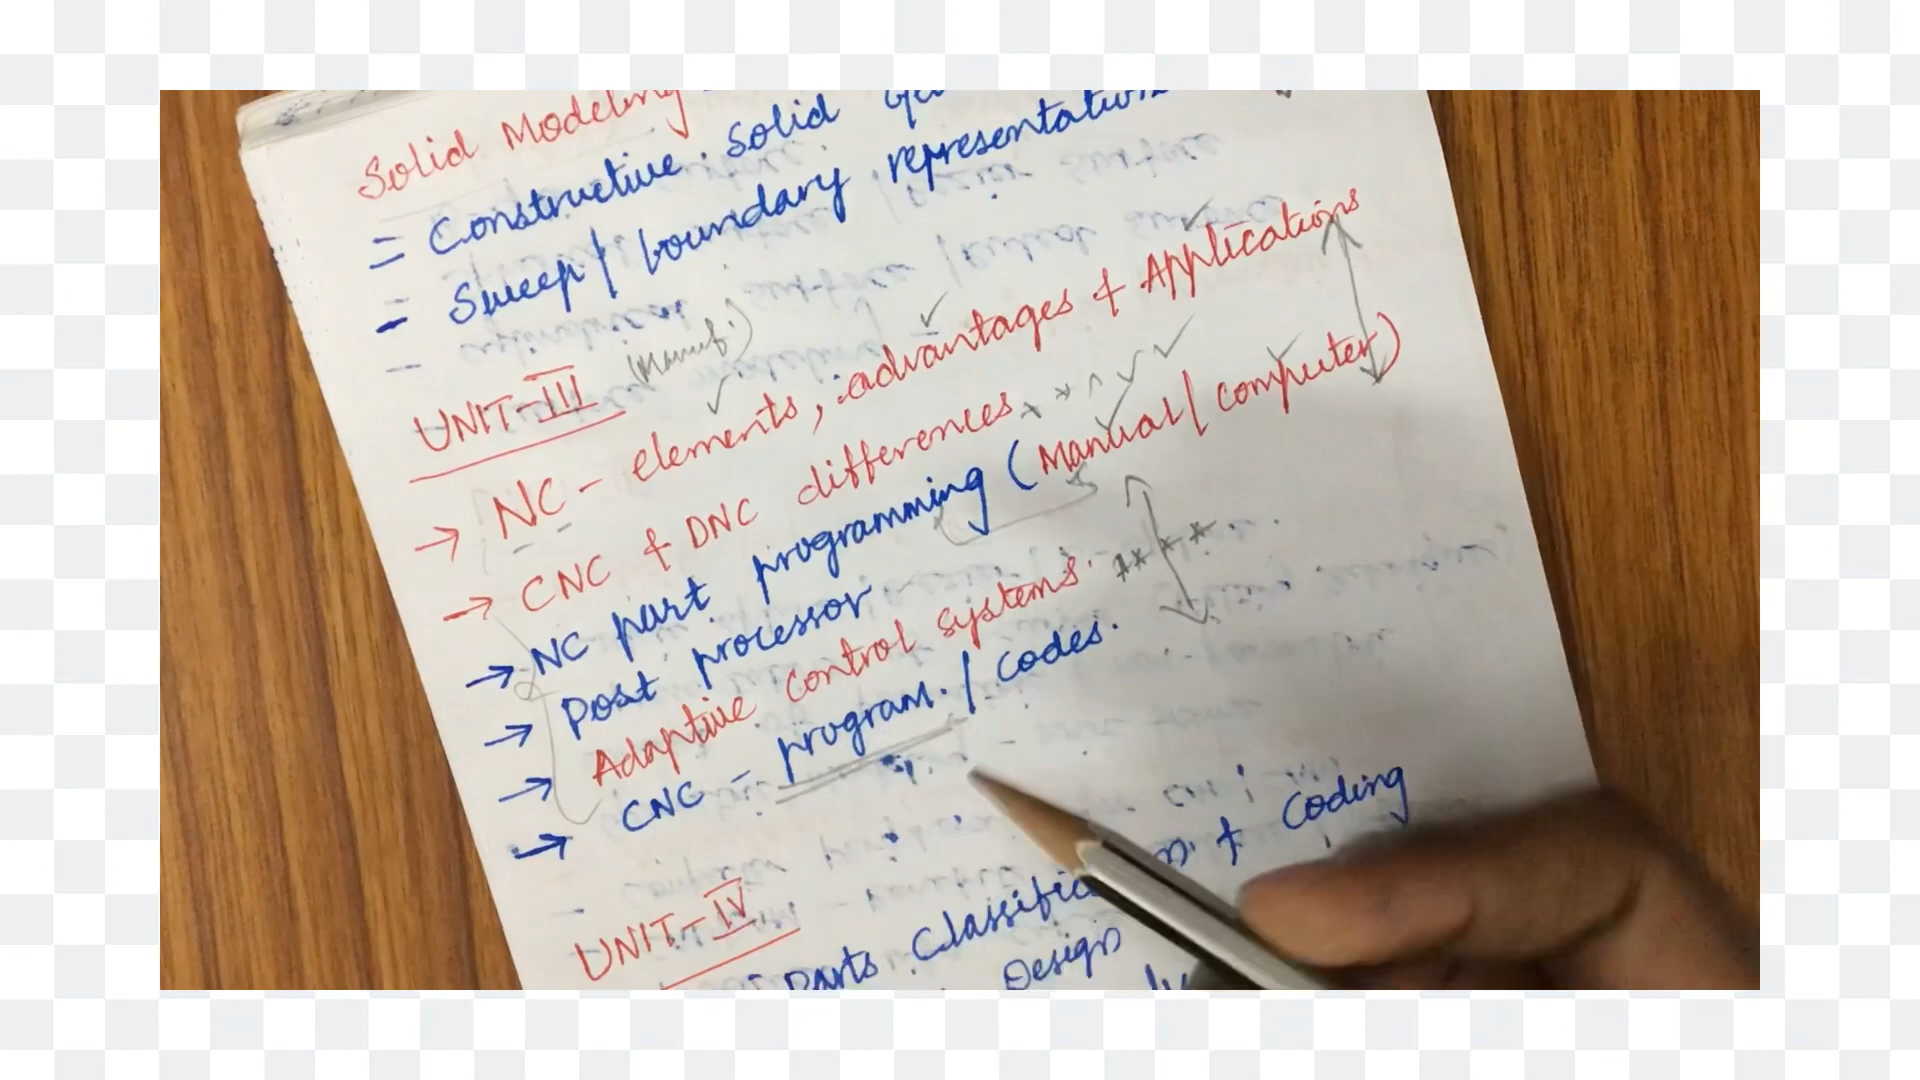 Solid Modeling
= Constructive solid
- Sweep / boundary representation
UNIT-III (Manuf.)
→ NC - elements, advantages & Applications
→ CNC & DNC differences
→ NC part programming (Manual / computer)
→ Post processor
→ Adaptive control systems. ****
→ CNC - program. / codes.
UNIT-IV
parts Classific n. & Coding
Design